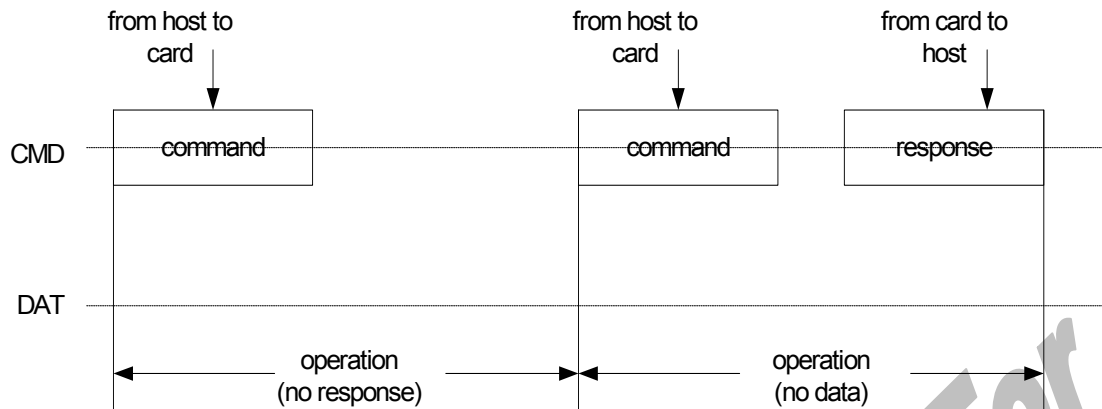 from host to
card
from host to
card
from card to
host
CMD
command
command
response
DAT
operation
(no response)
operation
(no data)
for